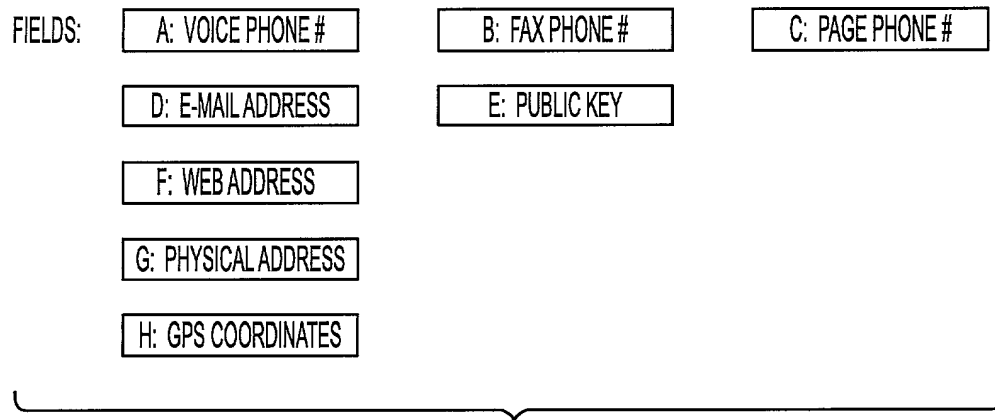 FIELDS: A: VOICE PHONE # B: FAX PHONE # C: PAGE PHONE #
D: E-MAIL ADDRESS E: PUBLIC KEY
F: WEB ADDRESS
G: PHYSICAL ADDRESS
H: GPS COORDINATES